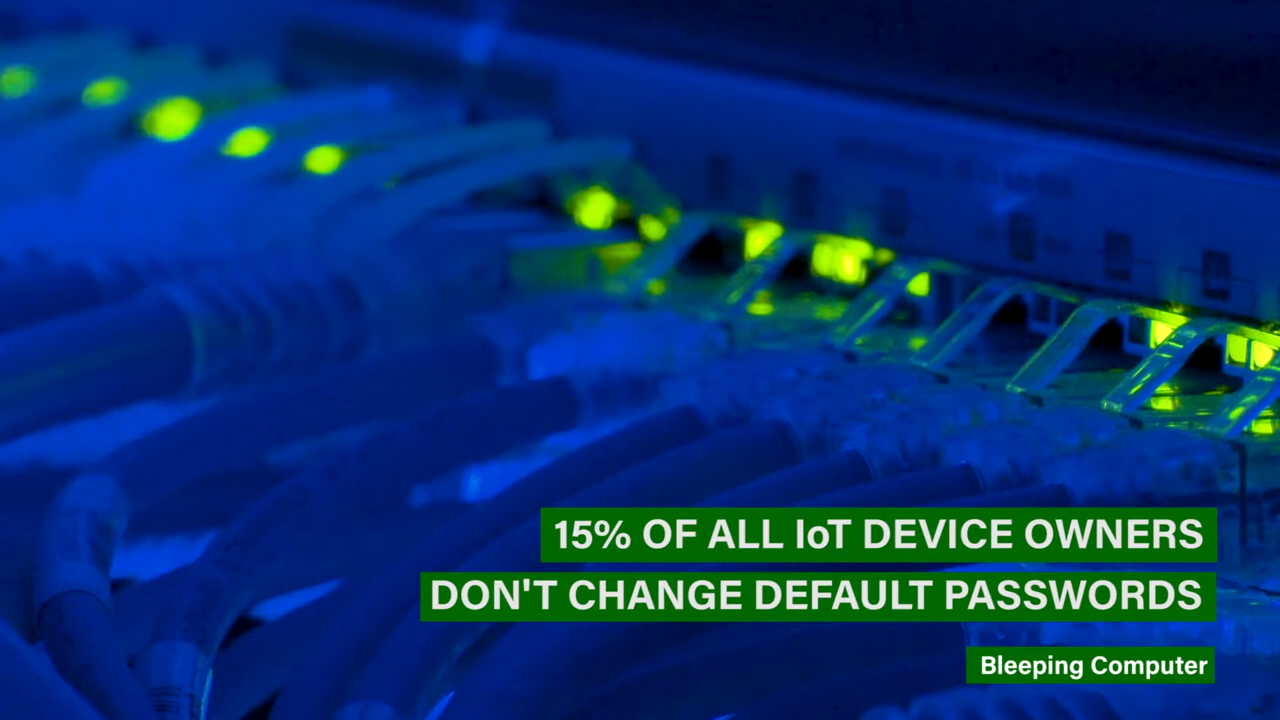 15% OF ALL IoT DEVICE OWNERS
DON'T CHANGE DEFAULT PASSWORDS
Bleeping Computer